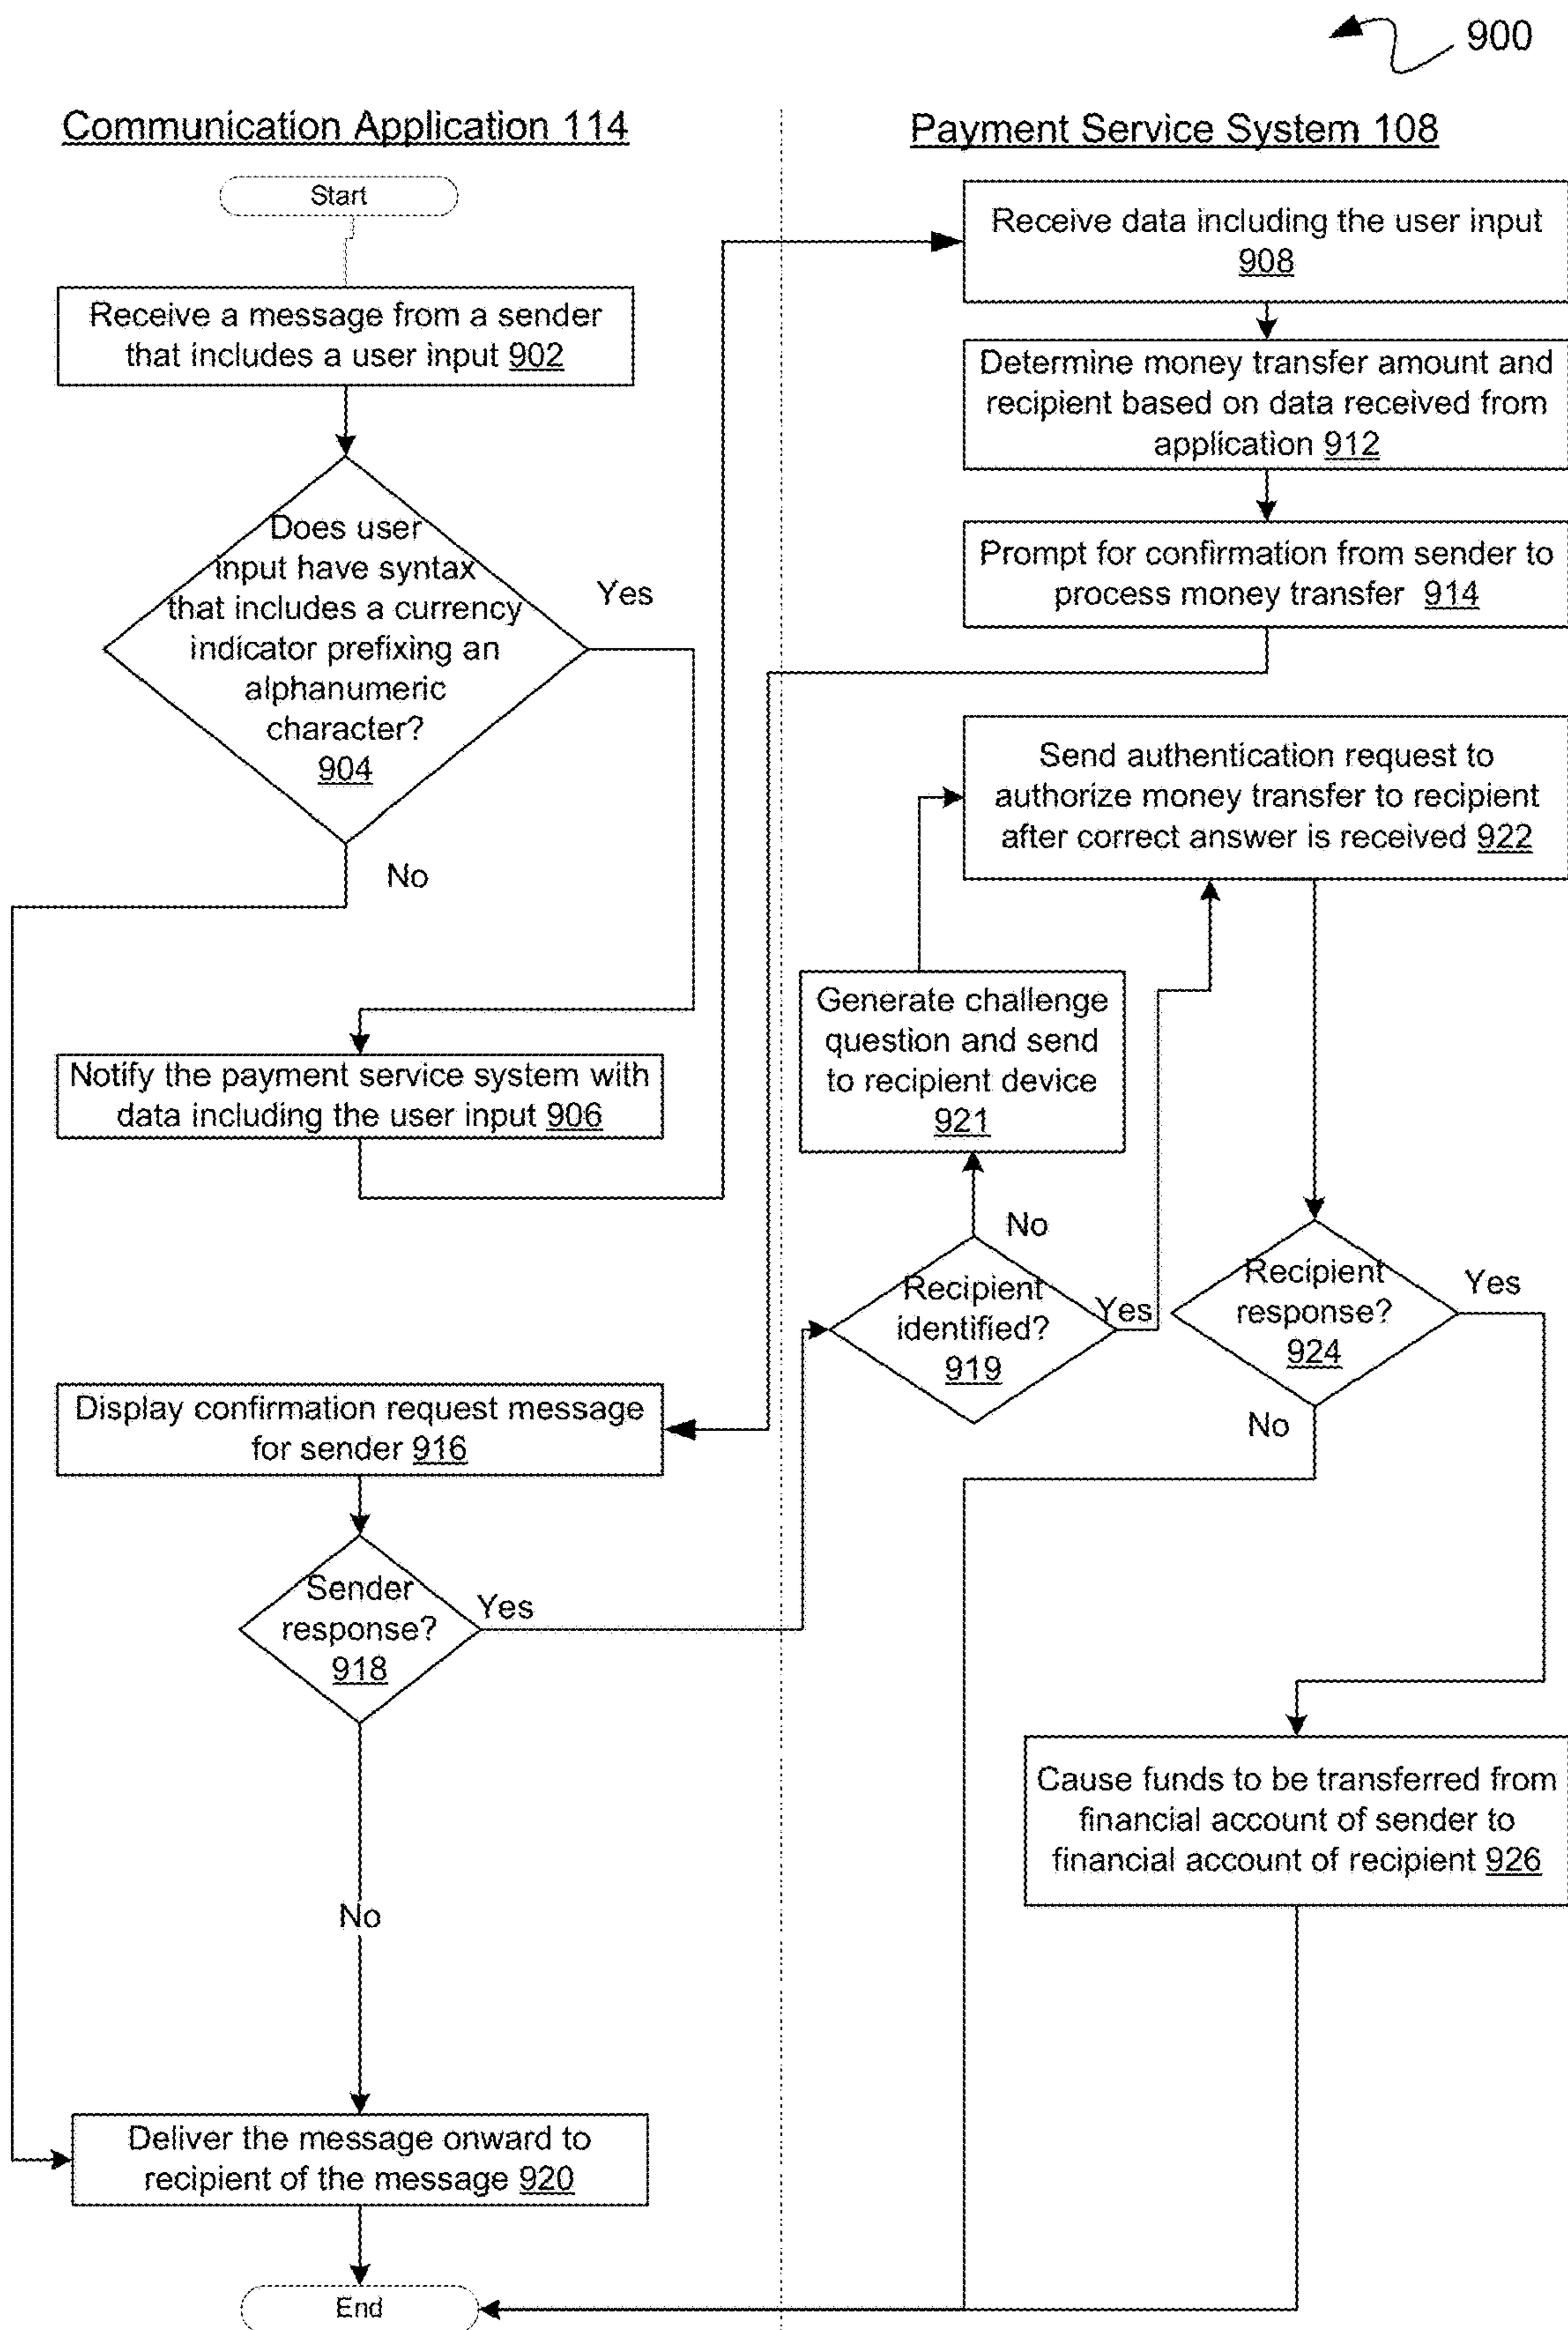 900
Communication Application 114
Payment Service System 108
Start
Receive a message from a sender
that includes a user input 902
Does user
input have syntax
that includes a currency
indicator prefixing an
alphanumeric
character?
904
Yes
No
Notify the payment service system with
data including the user input 906
Receive data including the user input
908
Determine money transfer amount and
recipient based on data received from
application 912
Prompt for confirmation from sender to
process money transfer 914
Send authentication request to
authorize money transfer to recipient
after correct answer is received 922
Generate challenge
question and send
to recipient device
921
No
Recipient
identified?
919
Yes
Recipient
response?
924
Yes
No
Display confirmation request message
for sender 916
Sender
response?
918
Yes
No
Cause funds to be transferred from
financial account of sender to
financial account of recipient 926
Deliver the message onward to
recipient of the message 920
End